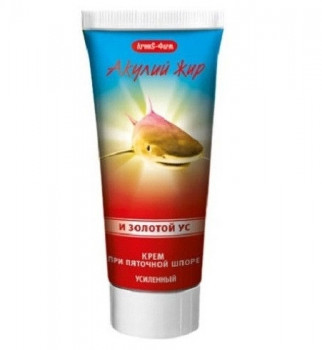 Акулий жир
И ЗОЛОТОЙ УС
КРЕМ
ПРИ ПЯТОЧНОЙ ШПОРЕ
УСИЛЕННЫЙ